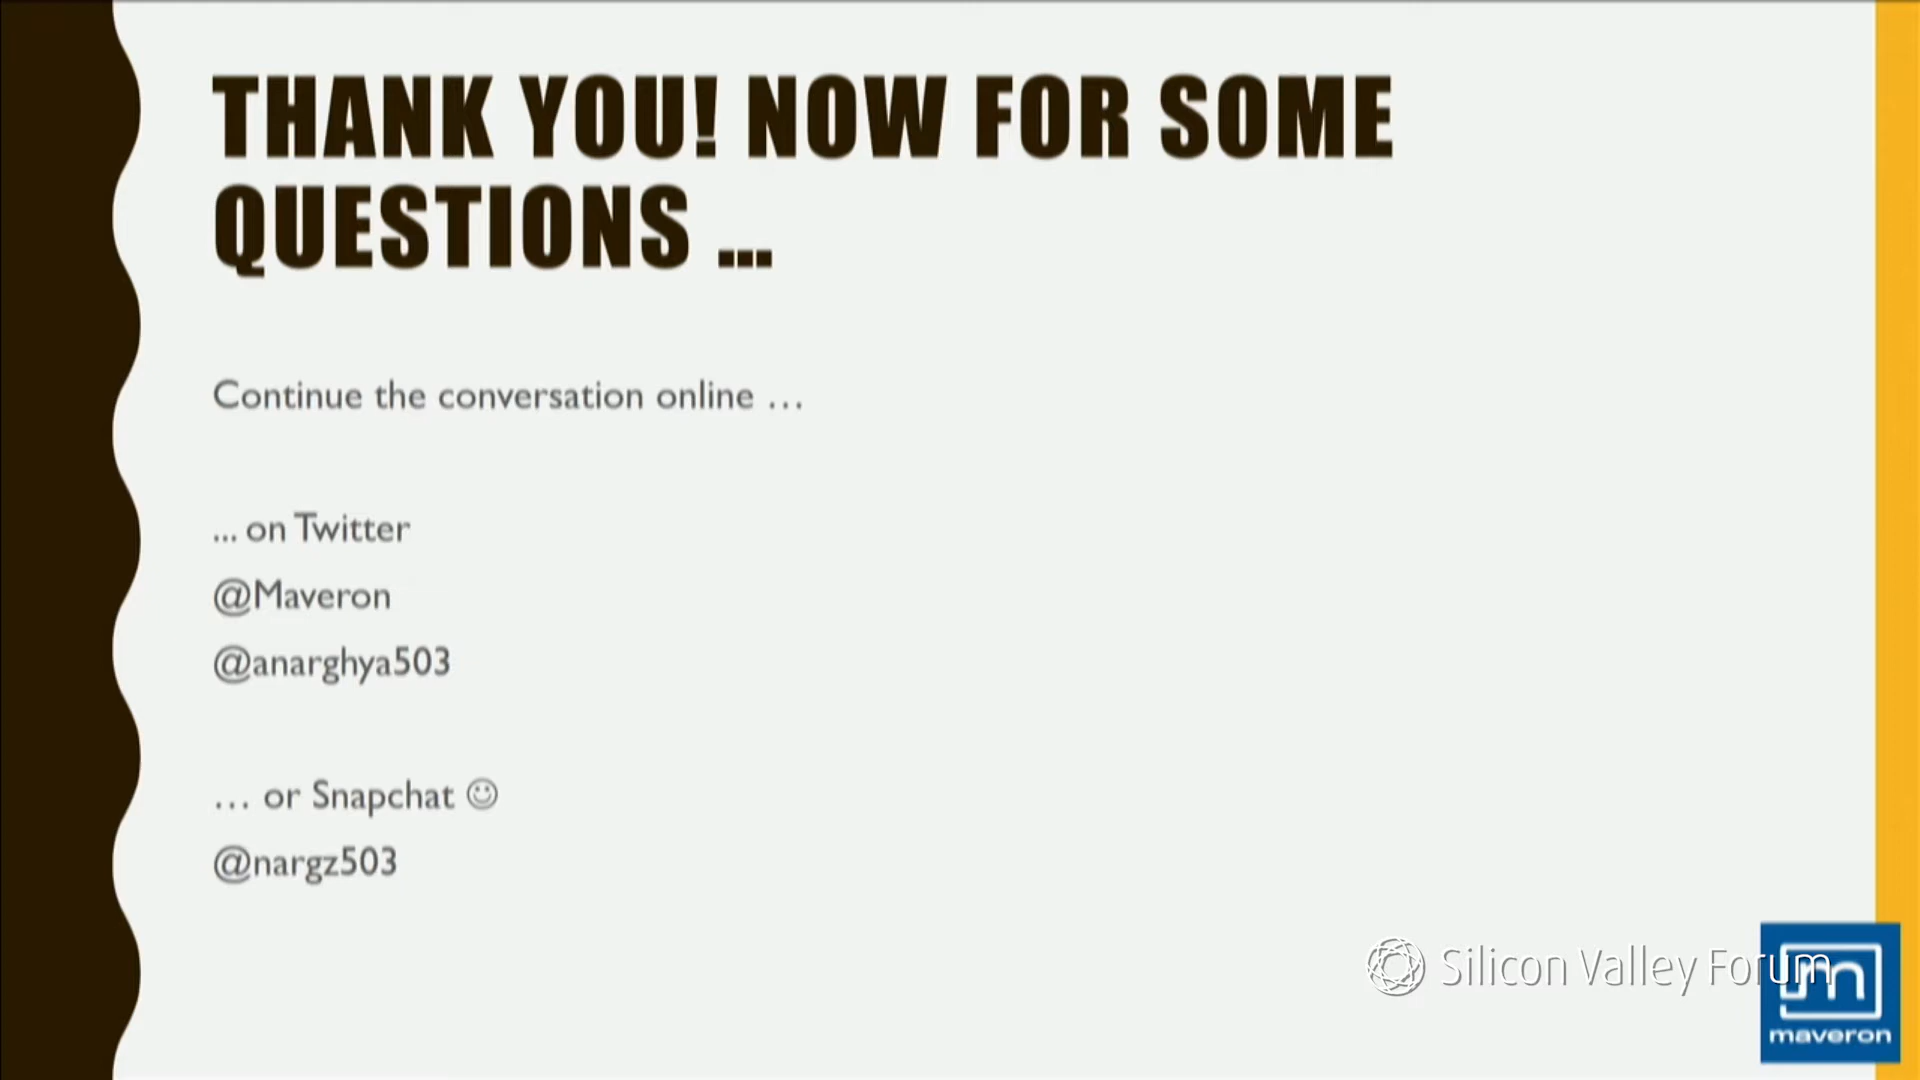 THANK YOU! NOW FOR SOME
QUESTIONS ...
Continue the conversation online ...
... on Twitter
@Maveron
@anarghya503
... or Snapchat ☺
@nargz503
Silicon Valley Forum
maveron